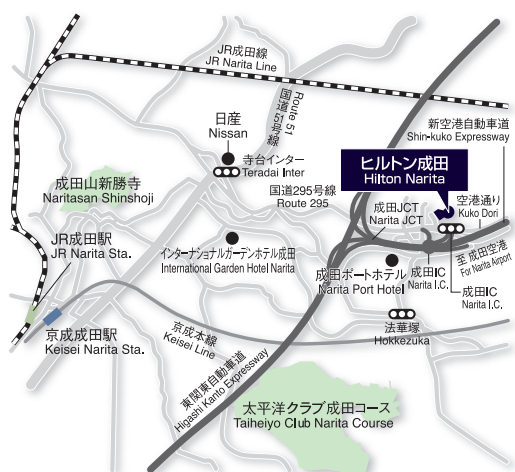 JR成田線
JR Narita Line
Route 51
国道51号線
日産
Nissan
寺台インター
Teradai Inter
新空港自動車道
Shin-kuko Expressway
ヒルトン成田
Hilton Narita
成田山新勝寺
Naritasan Shinshoji
国道295号線
Route 295
成田JCT
Narita JCT
空港通り
Kuko Dori
JR成田駅
JR Narita Sta.
インターナショナルガーデンホテル成田
International Garden Hotel Narita
成田ポートホテル
Narita Port Hotel
成田IC
Narita I.C.
至 成田空港
For Narita Airport
成田IC
Narita I.C.
京成成田駅
Keisei Narita Sta.
京成本線
Keisei Line
法華塚
Hokkezuka
東関東自動車道
Higashi Kanto Expressway
太平洋クラブ成田コース
Taiheiyo Club Narita Course